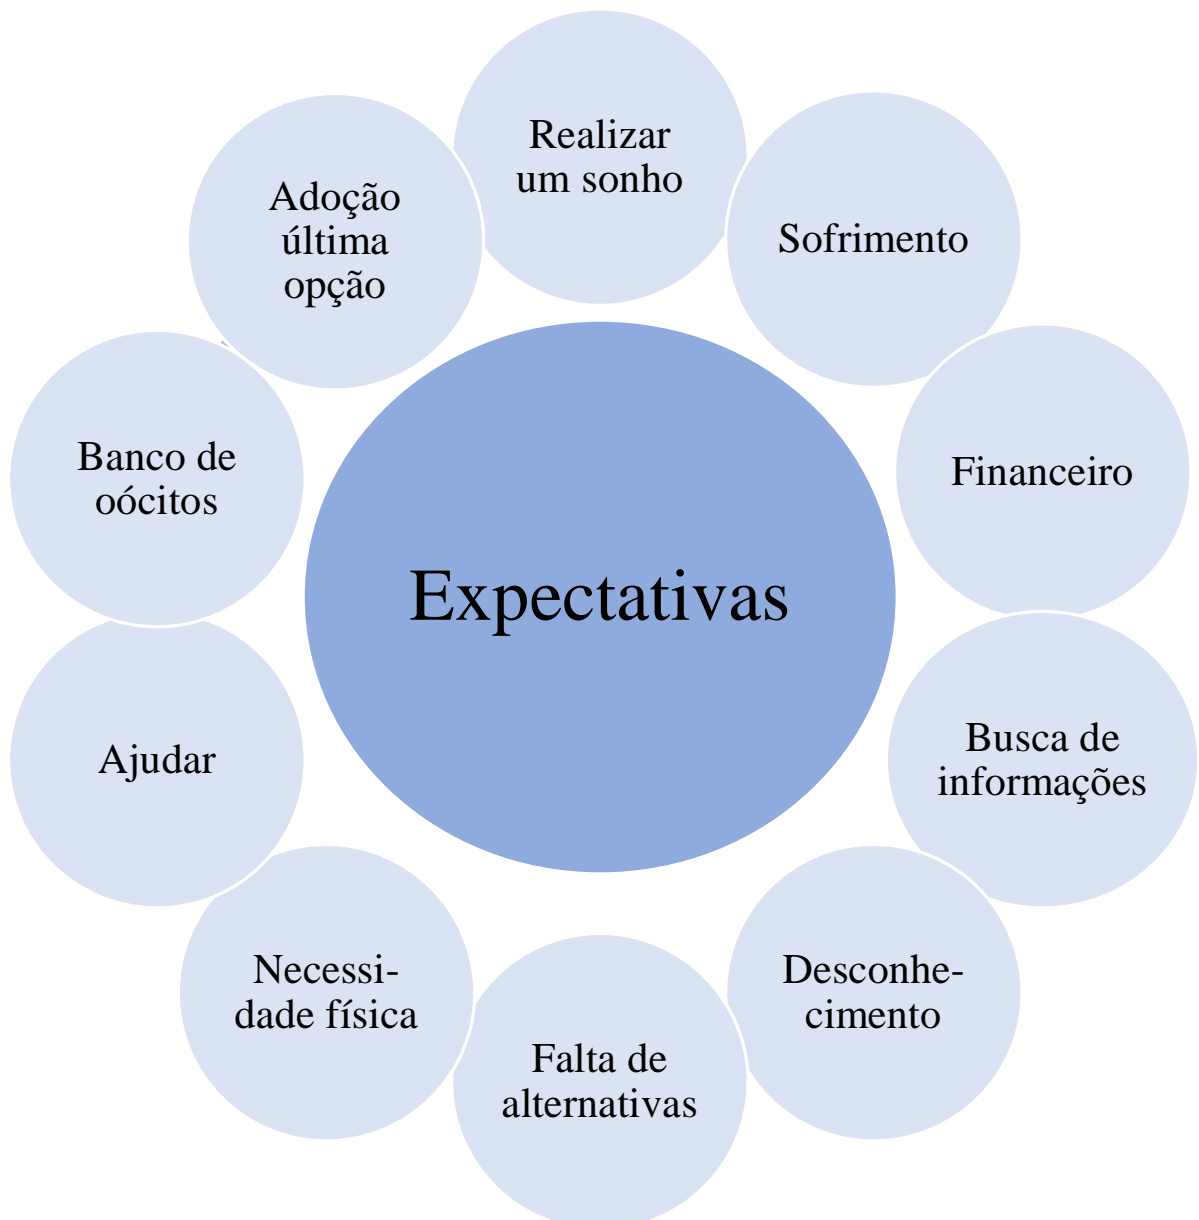 Realizar
um sonho
Sofrimento
Financeiro
Busca de
informações
Desconhe-
cimento
Falta de
alternativas
Necessi-
dade física
Ajudar
Banco de
oócitos
Adoção
última
opção
Expectativas